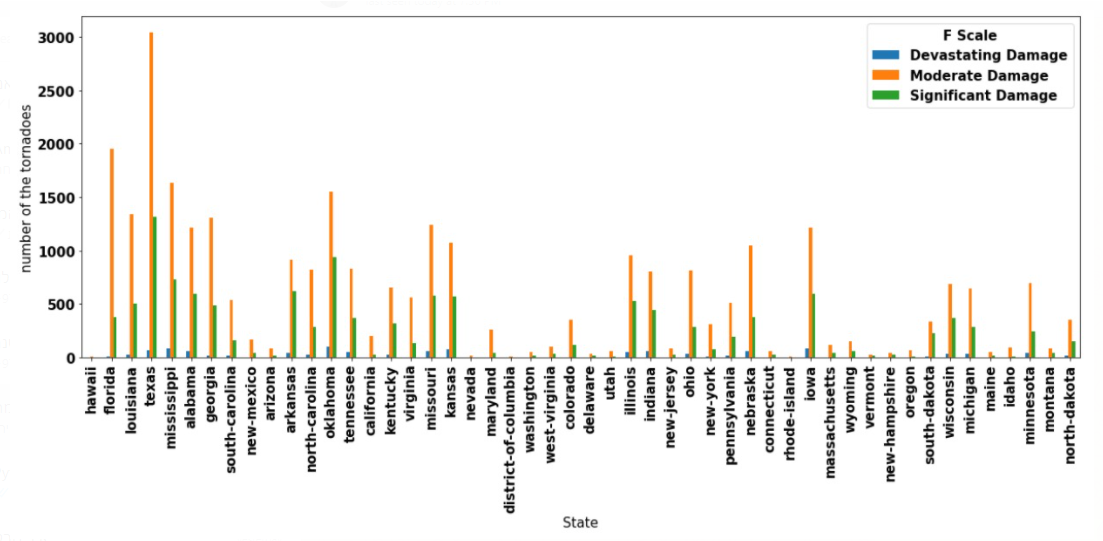 F Scale
Devastating Damage
Moderate Damage
Significant Damage
number of the tornadoes
3000
2500
2000
1500
1000
500
0
hawaii
florida
louisiana
texas
mississippi
alabama
georgia
south-carolina
new-mexico
arizona
arkansas
north-carolina
oklahoma
tennessee
california
kentucky
virginia
missouri
kansas
nevada
maryland
district-of-columbia
washington
west-virginia
colorado
delaware
utah
illinois
indiana
new-jersey
ohio
new-york
pennsylvania
nebraska
connecticut
rhode-island
iowa
massachusetts
wyoming
vermont
new-hampshire
oregon
south-dakota
wisconsin
michigan
maine
idaho
minnesota
montana
north-dakota
State